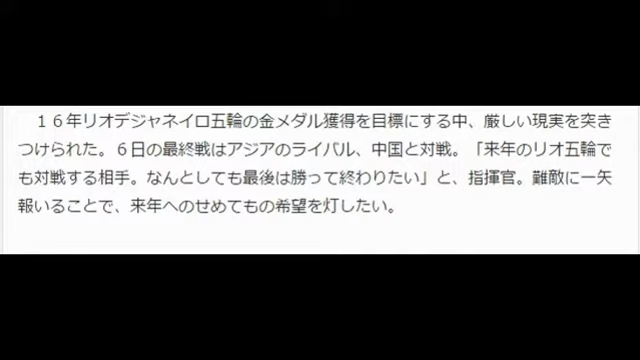 １６年リオデジャネイロ五輪の金メダル獲得を目標にする中、厳しい現実を突き
つけられた。６日の最終戦はアジアのライバル、中国と対戦。「来年のリオ五輪で
も対戦する相手。なんとしても最後は勝って終わりたい」と、指揮官。難敵に一矢
報いることで、来年へのせめてもの希望を灯したい。